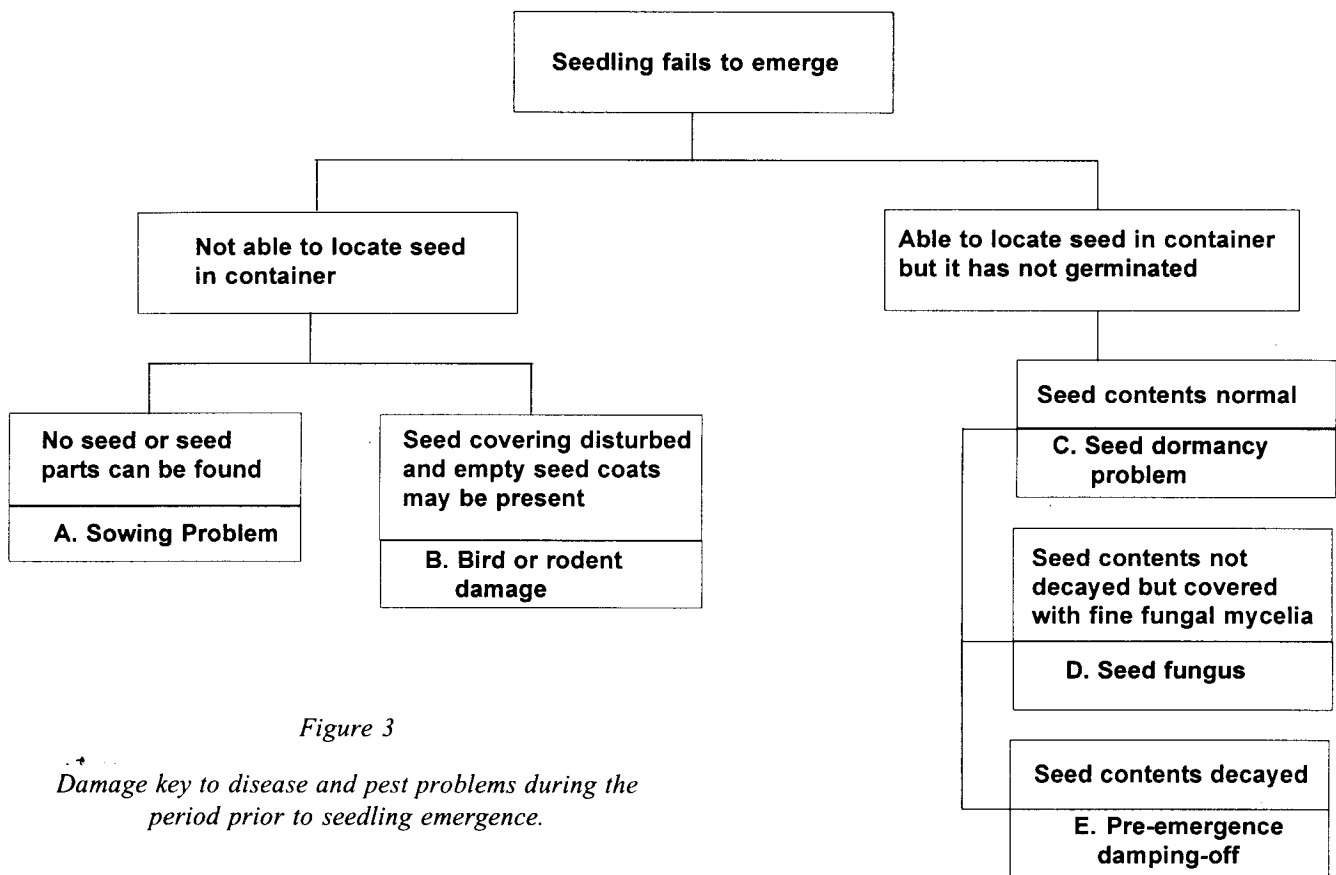 Seedling fails to emerge
Not able to locate seed
in container
Able to locate seed in container
but it has not germinated
No seed or seed
parts can be found
A. Sowing Problem
Seed covering disturbed
and empty seed coats
may be present
B. Bird or rodent
damage
Seed contents normal
C. Seed dormancy
problem
Seed contents not
decayed but covered
with fine fungal mycelia
D. Seed fungus
Seed contents decayed
E. Pre-emergence
damping-off
Figure 3
Damage key to disease and pest problems during the
period prior to seedling emergence.